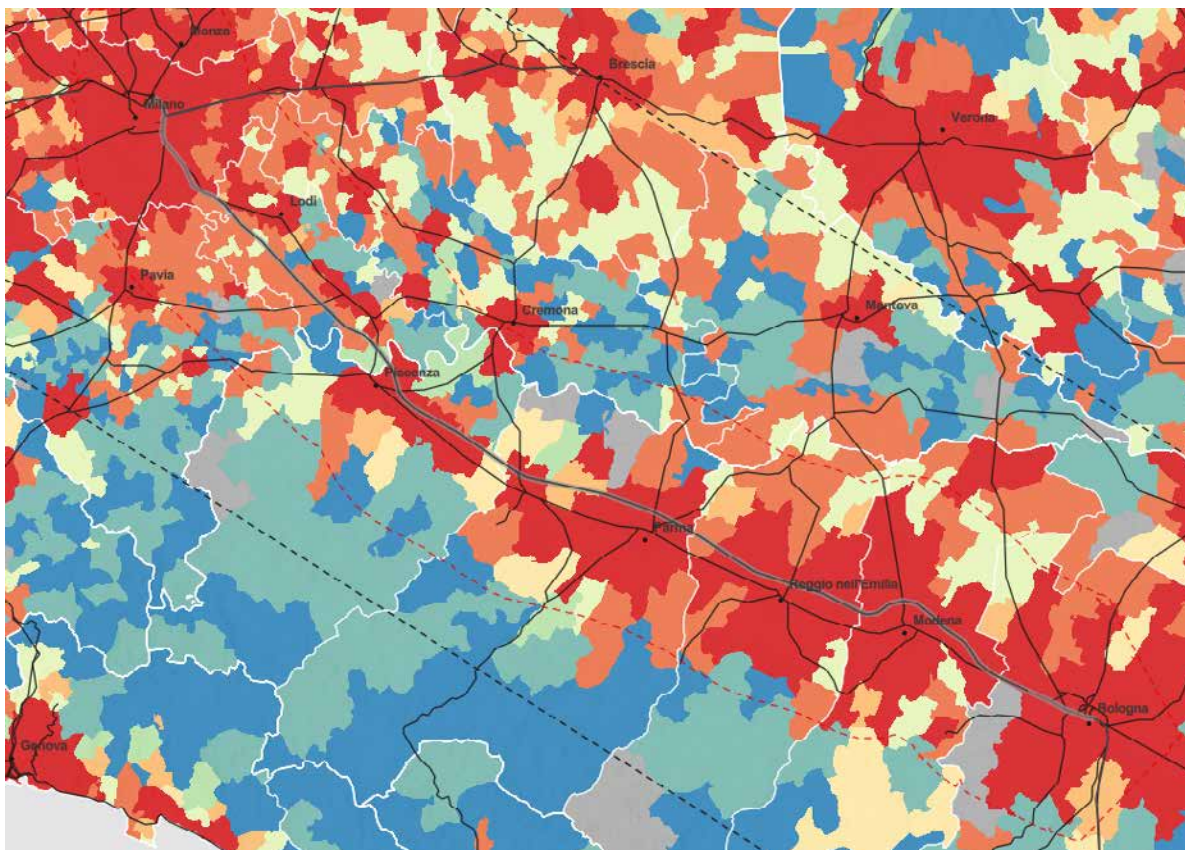 Monza
Brescia
Milano
Verona
Lodi
Pavia
Cremona
Mantova
Piacenza
Parma
Reggio nell'Emilia
Modena
Bologna
Genova